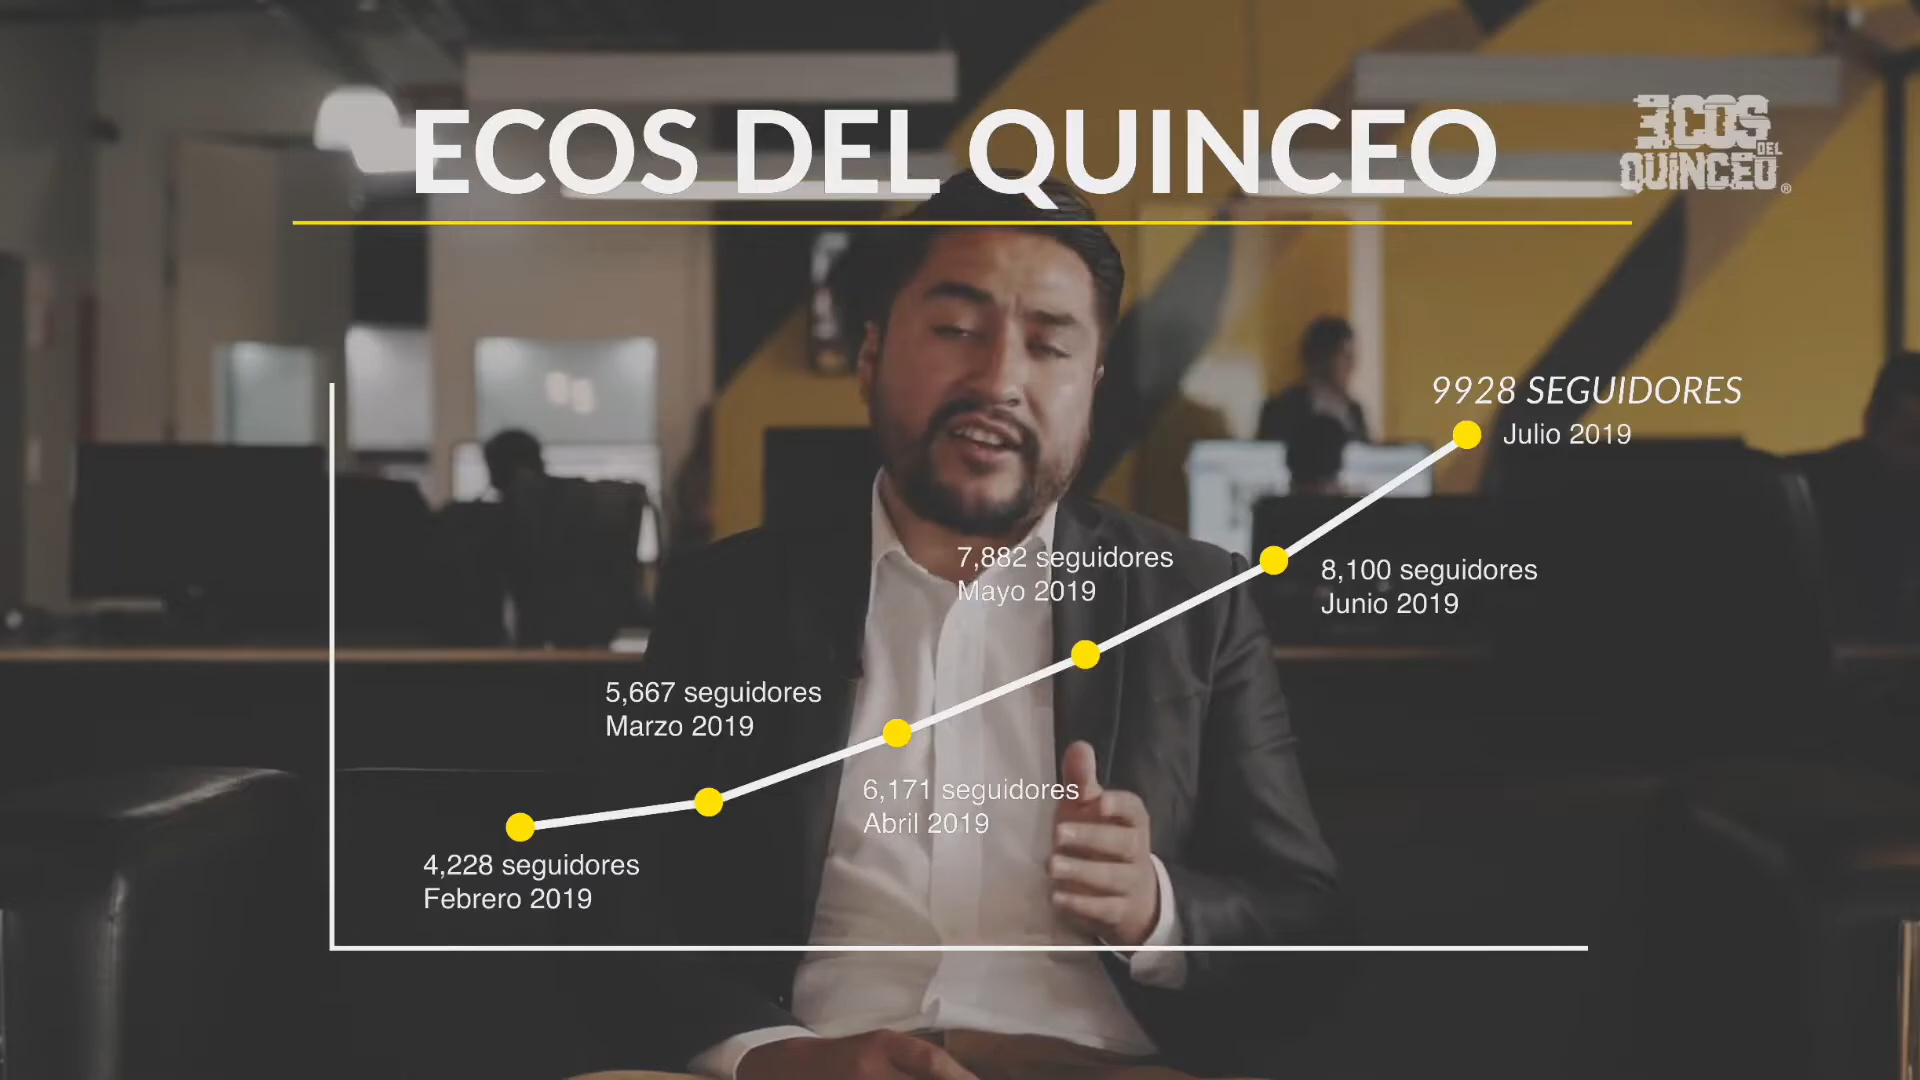 ECOS DEL QUINCEO
ECOS
DEL
QUINCEO®
9928 SEGUIDORES
Julio 2019
7,882 seguidores
Mayo 2019
8,100 seguidores
Junio 2019
5,667 seguidores
Marzo 2019
6,171 seguidores
Abril 2019
4,228 seguidores
Febrero 2019